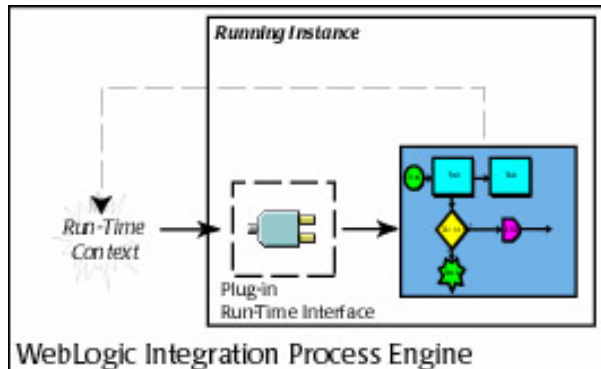 Running Instance
Run-Time
Context
Plug-in
Run-Time Interface
WebLogic Integration Process Engine